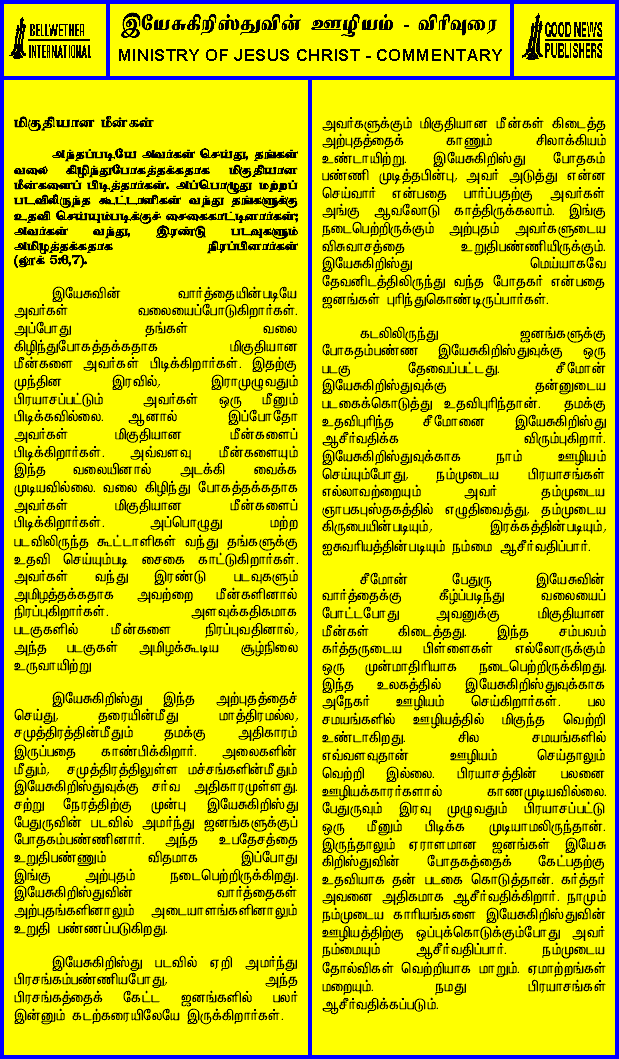 BELLWETHER
INTERNATIONAL
இயேசுகிறிஸ்துவின் ஊழியம் - விரிவுரை
MINISTRY OF JESUS CHRIST - COMMENTARY
GOOD NEWS
PUBLISHERS
மிகுதியான மீன்கள்
அந்தப்படியே அவர்கள் செய்து, தங்கள்
வலை கிழிந்துபோகத்தக்கதாக மிகுதியான
மீன்களைப் பிடித்தார்கள். அப்பொழுது மற்றப்
படவிலிருந்த கூட்டாளிகள் வந்து தங்களுக்கு
உதவி செய்யும்படிக்குச் சைகைகாட்டினார்கள்;
அவர்கள் வந்து, இரண்டு படவுகளும்
அமிழத்தக்கதாக நிரப்பினார்கள்
(லூக் 5:6,7).
இயேசுவின் வார்த்தையின்படியே
அவர்கள் வலையைப்போடுகிறார்கள்.
அப்போது தங்கள் வலை
கிழிந்துபோகத்தக்கதாக மிகுதியான
மீன்களை அவர்கள் பிடிக்கிறார்கள். இதற்கு
முந்தின இரவில், இராமுழுவதும்
பிரயாசப்பட்டும் அவர்கள் ஒரு மீனும்
பிடிக்கவில்லை. ஆனால் இப்போதோ
அவர்கள் மிகுதியான மீன்களைப்
பிடிக்கிறார்கள். அவ்வளவு மீன்களையும்
இந்த வலையினால் அடக்கி வைக்க
முடியவில்லை. வலை கிழிந்து போகத்தக்கதாக
அவர்கள் மிகுதியான மீன்களைப்
பிடிக்கிறார்கள். அப்பொழுது மற்ற
படவிலிருந்த கூட்டாளிகள் வந்து தங்களுக்கு
உதவி செய்யும்படி சைகை காட்டுகிறார்கள்.
அவர்கள் வந்து இரண்டு படவுகளும்
அமிழத்தக்கதாக அவற்றை மீன்களினால்
நிரப்புகிறார்கள். அளவுக்கதிகமாக
படகுகளில் மீன்களை நிரப்புவதினால்,
அந்த படகுகள் அமிழக்கூடிய சூழ்நிலை
உருவாயிற்று
இயேசுகிறிஸ்து இந்த அற்புதத்தைச்
செய்து, தரையின்மீது மாத்திரமல்ல,
சமுத்திரத்தின்மீதும் தமக்கு அதிகாரம்
இருப்பதை காண்பிக்கிறார். அலைகளின்
மீதும், சமுத்திரத்திலுள்ள மச்சங்களின்மீதும்
இயேசுகிறிஸ்துவுக்கு சர்வ அதிகாரமுள்ளது.
சற்று நேரத்திற்கு முன்பு இயேசுகிறிஸ்து
பேதுருவின் படவில் அமர்ந்து ஜனங்களுக்குப்
போதகம்பண்ணினார். அந்த உபதேசத்தை
உறுதிபண்ணும் விதமாக இப்போது
இங்கு அற்புதம் நடைபெற்றிருக்கிறது.
இயேசுகிறிஸ்துவின் வார்த்தைகள்
அற்புதங்களினாலும் அடையாளங்களினாலும்
உறுதி பண்ணப்படுகிறது.
இயேசுகிறிஸ்து படவில் ஏறி அமர்ந்து
பிரசங்கம்பண்ணியபோது, அந்த
பிரசங்கத்தைக் கேட்ட ஜனங்களில் பலர்
இன்னும் கடற்கரையிலேயே இருக்கிறார்கள்.
அவர்களுக்கும் மிகுதியான மீன்கள் கிடைத்த
அற்புதத்தைக் காணும் சிலாக்கியம்
உண்டாயிற்று. இயேசுகிறிஸ்து போதகம்
பண்ணி முடித்தபின்பு, அவர் அடுத்து என்ன
செய்வார் என்பதை பார்ப்பதற்கு அவர்கள்
அங்கு ஆவலோடு காத்திருக்கலாம். இங்கு
நடைபெற்றிருக்கும் அற்புதம் அவர்களுடைய
விசுவாசத்தை உறுதிபண்ணியிருக்கும்.
இயேசுகிறிஸ்து மெய்யாகவே
தேவனிடத்திலிருந்து வந்த போதகர் என்பதை
ஜனங்கள் புரிந்துகொண்டிருப்பார்கள்.
கடலிலிருந்து ஜனங்களுக்கு
போகதம்பண்ண இயேசுகிறிஸ்துவுக்கு ஒரு
படகு தேவைப்பட்டது. சீமோன்
இயேசுகிறிஸ்துவுக்கு தன்னுடைய
படகைக்கொடுத்து உதவிபுரிந்தான். தமக்கு
உதவிபுரிந்த சீமோனை இயேசுகிறிஸ்து
ஆசீர்வதிக்க விரும்புகிறார்.
இயேசுகிறிஸ்துவுக்காக நாம் ஊழியம்
செய்யும்போது, நம்முடைய பிரயாசங்கள்
எல்லாவற்றையும் அவர் தம்முடைய
ஞாபகபுஸ்தகத்தில் எழுதிவைத்து, தம்முடைய
கிருபையின்படியும், இரக்கத்தின்படியும்,
ஐசுவரியத்தின்படியும் நம்மை ஆசீர்வதிப்பார்.
சீமோன் பேதுரு இயேசுவின்
வார்த்தைக்கு கீழ்ப்படிந்து வலையைப்
போட்டபோது அவனுக்கு மிகுதியான
மீன்கள் கிடைத்தது. இந்த சம்பவம்
கர்த்தருடைய பிள்ளைகள் எல்லோருக்கும்
ஒரு முன்மாதிரியாக நடைபெற்றிருக்கிறது.
இந்த உலகத்தில் இயேசுகிறிஸ்துவுக்காக
அநேகர் ஊழியம் செய்கிறார்கள். பல
சமயங்களில் ஊழியத்தில் மிகுந்த வெற்றி
உண்டாகிறது. சில சமயங்களில்
எவ்வளவுதான் ஊழியம் செய்தாலும்
வெற்றி இல்லை. பிரயாசத்தின் பலனை
ஊழியக்காரர்களால் காணமுடியவில்லை.
பேதுருவும் இரவு முழுவதும் பிரயாசப்பட்டு
ஒரு மீனும் பிடிக்க முடியாமலிருந்தான்.
இருந்தாலும் ஏராளமான ஜனங்கள் இயேசு
கிறிஸ்துவின் போதகத்தைக் கேட்பதற்கு
உதவியாக தன் படகை கொடுத்தான். கர்த்தர்
அவனை அதிகமாக ஆசீர்வதிக்கிறார். நாமும்
நம்முடைய காரியங்களை இயேசுகிறிஸ்துவின்
ஊழியத்திற்கு ஒப்புக்கொடுக்கும்போது அவர்
நம்மையும் ஆசீர்வதிப்பார். நம்முடைய
தோல்விகள் வெற்றியாக மாறும். ஏமாற்றங்கள்
மறையும். நமது பிரயாசங்கள்
ஆசீர்வதிக்கப்படும்.